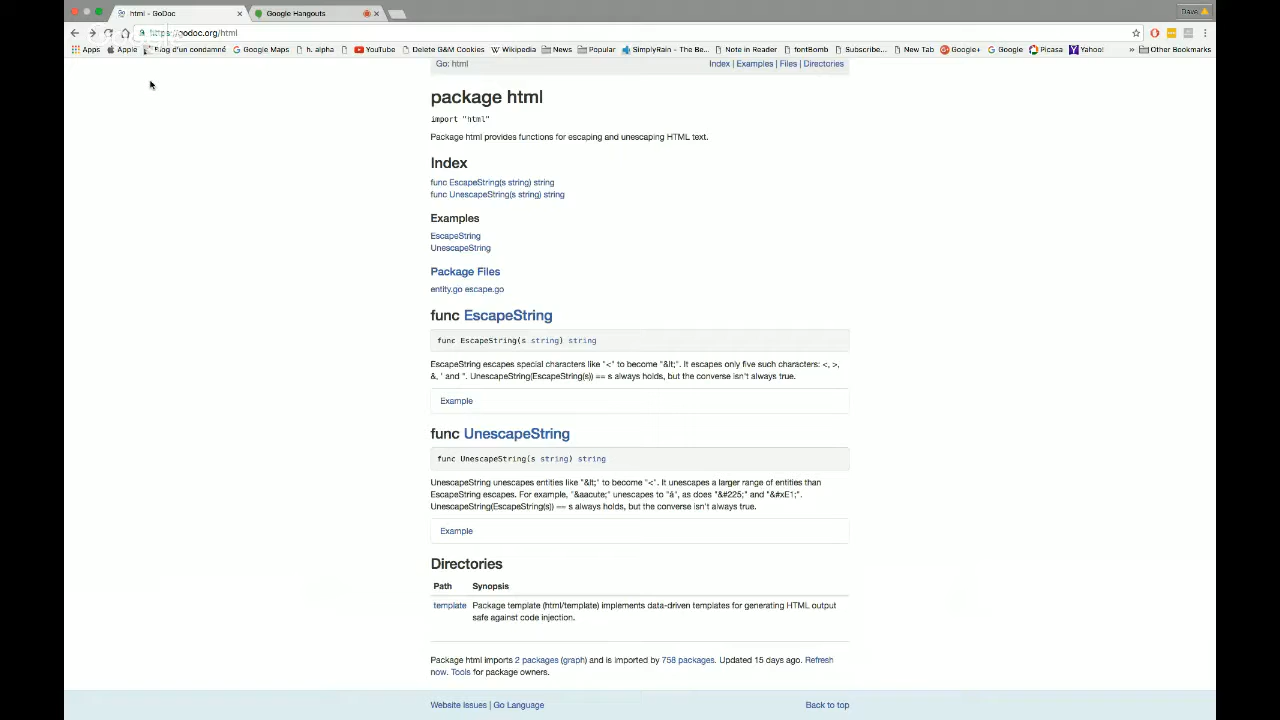 html - GoDoc
Google Hangouts
Dave
https://godoc.org/html
Apps Apple Blog d'un condamné Google Maps h. alpha YouTube Delete G&M Cookies Wikipedia News Popular SimplyRain - The Be... Note in Reader fontBomb Subscribe... New Tab Google+ Google Picasa Yahoo! » Other Bookmarks
Go: html
Index | Examples | Files | Directories
package html
import "html"
Package html provides functions for escaping and unescaping HTML text.
Index
func EscapeString(s string) string
func UnescapeString(s string) string
Examples
EscapeString
UnescapeString
Package Files
entity.go escape.go
func EscapeString
func EscapeString(s string) string
EscapeString escapes special characters like "<" to become "&lt;". It escapes only five such characters: <, >,
&, ' and ". UnescapeString(EscapeString(s)) == s always holds, but the converse isn't always true.
Example
func UnescapeString
func UnescapeString(s string) string
UnescapeString unescapes entities like "&lt;" to become "<". It unescapes a larger range of entities than
EscapeString escapes. For example, "&aacute;" unescapes to "á", as does "&#225;" and "&#xE1;".
UnescapeString(EscapeString(s)) == s always holds, but the converse isn't always true.
Example
Directories
Path Synopsis
template Package template (html/template) implements data-driven templates for generating HTML output
safe against code injection.
Package html imports 2 packages (graph) and is imported by 758 packages. Updated 15 days ago. Refresh
now. Tools for package owners.
Website Issues | Go Language
Back to top